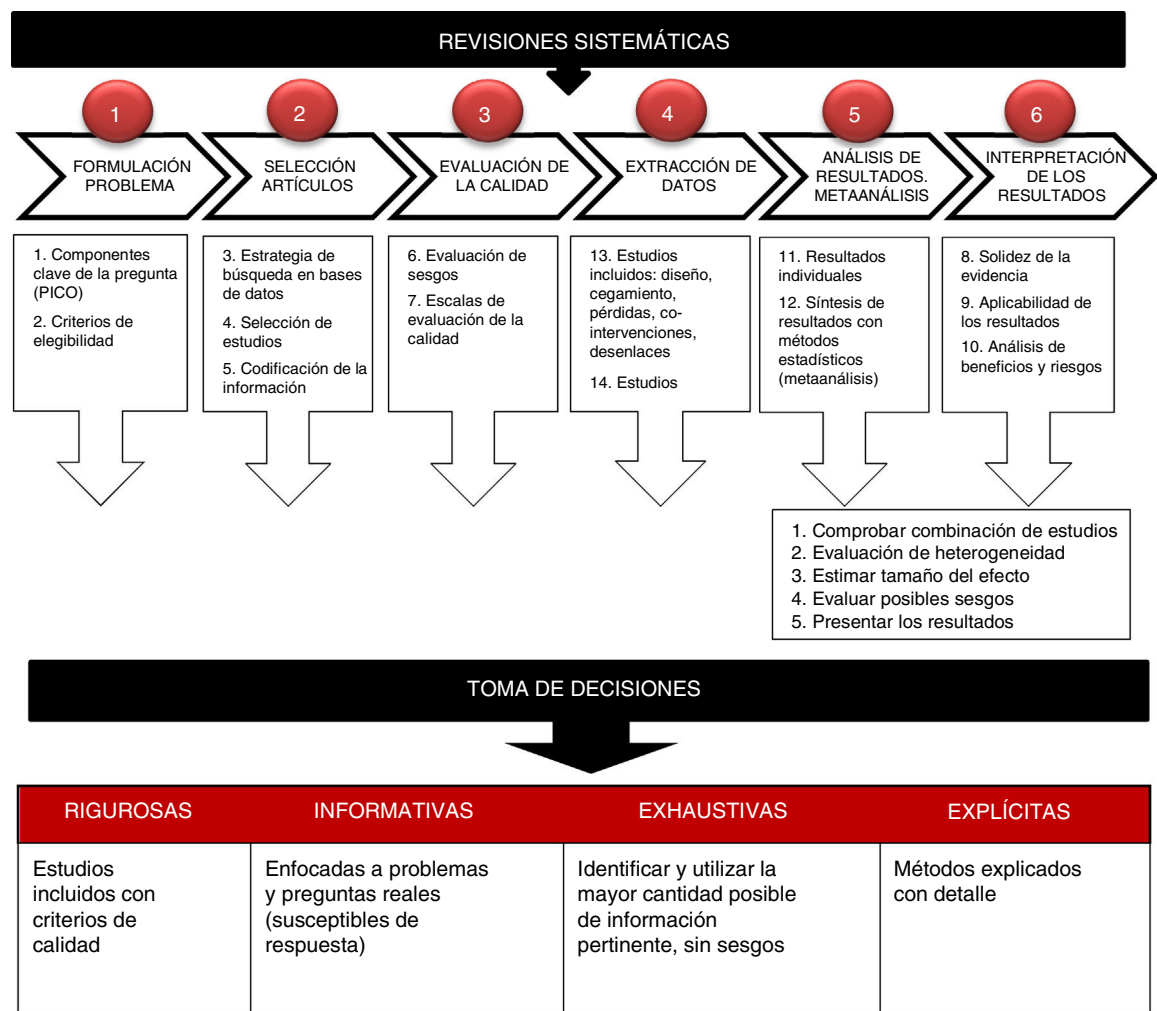 REVISIONES SISTEMÁTICAS
1
2
3
4
5
6
FORMULACIÓN
PROBLEMA
SELECCIÓN
ARTÍCULOS
EVALUACIÓN DE
LA CALIDAD
EXTRACCIÓN DE
DATOS
ANÁLISIS DE
RESULTADOS.
METAANÁLISIS
INTERPRETACIÓN
DE LOS
RESULTADOS
1. Componentes
clave de la pregunta
(PICO)
2. Criterios de
elegibilidad
3. Estrategia de
búsqueda en bases
de datos
4. Selección de
estudios
5. Codificación de la
información
6. Evaluación de
sesgos
7. Escalas de
evaluación de la
calidad
13. Estudios
incluidos: diseño,
cegamiento,
pérdidas, co-
intervenciones,
desenlaces
14. Estudios
11. Resultados
individuales
12. Síntesis de
resultados con
métodos
estadísticos
(metaanálisis)
8. Solidez de la
evidencia
9. Aplicabilidad de
los resultados
10. Análisis de
beneficios y riesgos
1. Comprobar combinación de estudios
2. Evaluación de heterogeneidad
3. Estimar tamaño del efecto
4. Evaluar posibles sesgos
5. Presentar los resultados
TOMA DE DECISIONES
RIGUROSAS
INFORMATIVAS
EXHAUSTIVAS
EXPLÍCITAS
Estudios
incluidos con
criterios de
calidad
Enfocadas a problemas
y preguntas reales
(susceptibles de
respuesta)
Identificar y utilizar la
mayor cantidad posible
de información
pertinente, sin sesgos
Métodos explicados
con detalle